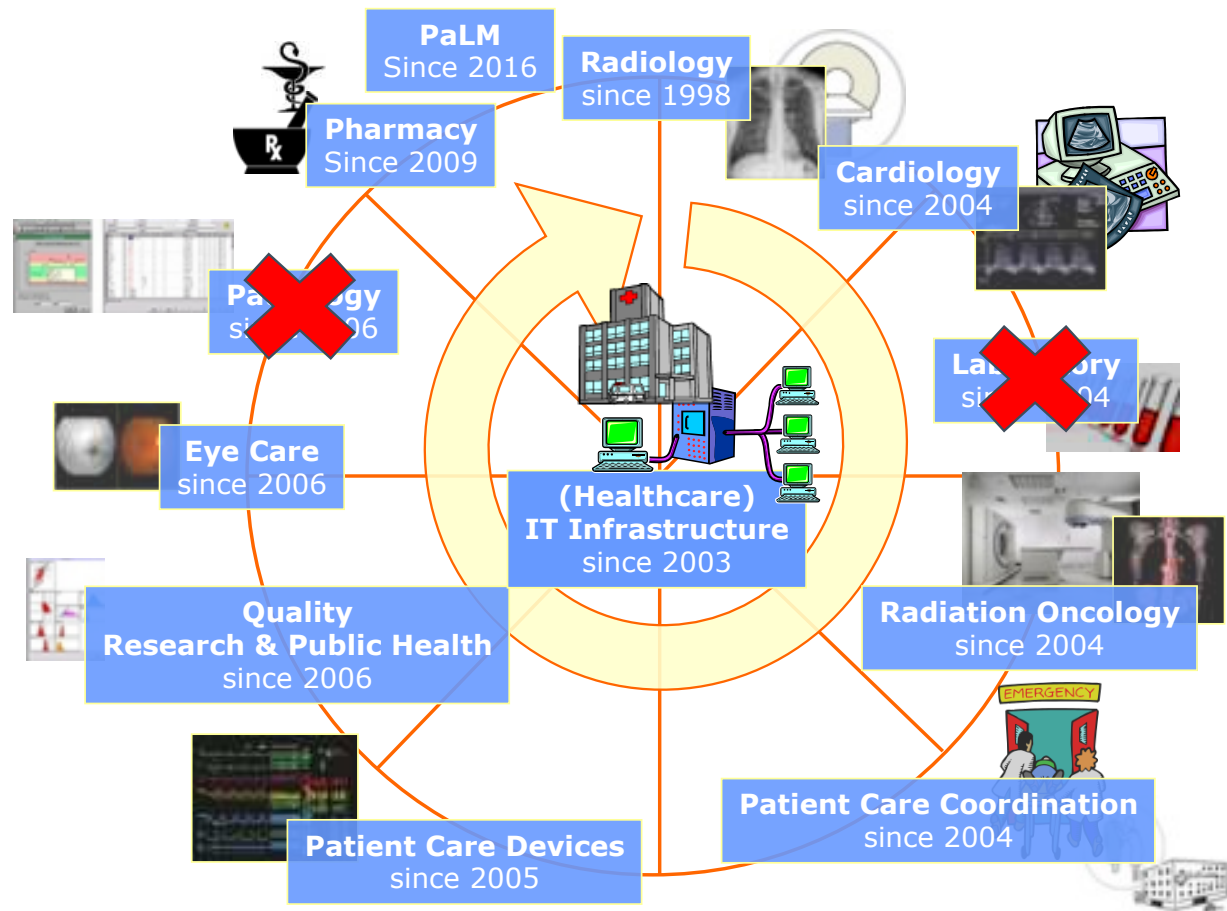 PaLM
Since 2016
Radiology
since 1998
Pharmacy
Since 2009
Rx
Cardiology
since 2004
Eye Care
since 2006
(Healthcare)
IT Infrastructure
since 2003
Quality
Research & Public Health
since 2006
Radiation Oncology
since 2004
EMERGENCY
Patient Care Coordination
since 2004
Patient Care Devices
since 2005